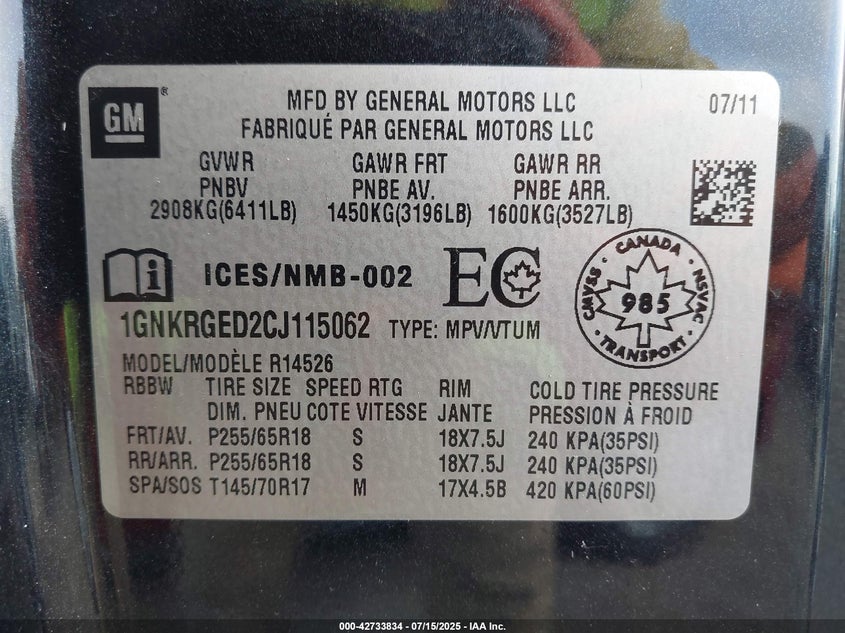 GM ®
MFD BY GENERAL MOTORS LLC 07/11
FABRIQUÉ PAR GENERAL MOTORS LLC
GVWR GAWR FRT GAWR RR
PNBV PNBE AV. PNBE ARR.
2908KG(6411LB) 1450KG(3196LB) 1600KG(3527LB)
i ICES/NMB-002 EC
CANADA
CMVSS NSVAC
985
TRANSPORT
1GNKRGED2CJ115062 TYPE: MPV/VTUM
MODEL/MODÈLE R14526
RBBW TIRE SIZE SPEED RTG RIM COLD TIRE PRESSURE
DIM. PNEU COTE VITESSE JANTE PRESSION À FROID
FRT/AV. P255/65R18 S 18X7.5J 240 KPA(35PSI)
RR/ARR. P255/65R18 S 18X7.5J 240 KPA(35PSI)
SPA/SOS T145/70R17 M 17X4.5B 420 KPA(60PSI)
000-42733834 - 07/15/2025 - IAA Inc.